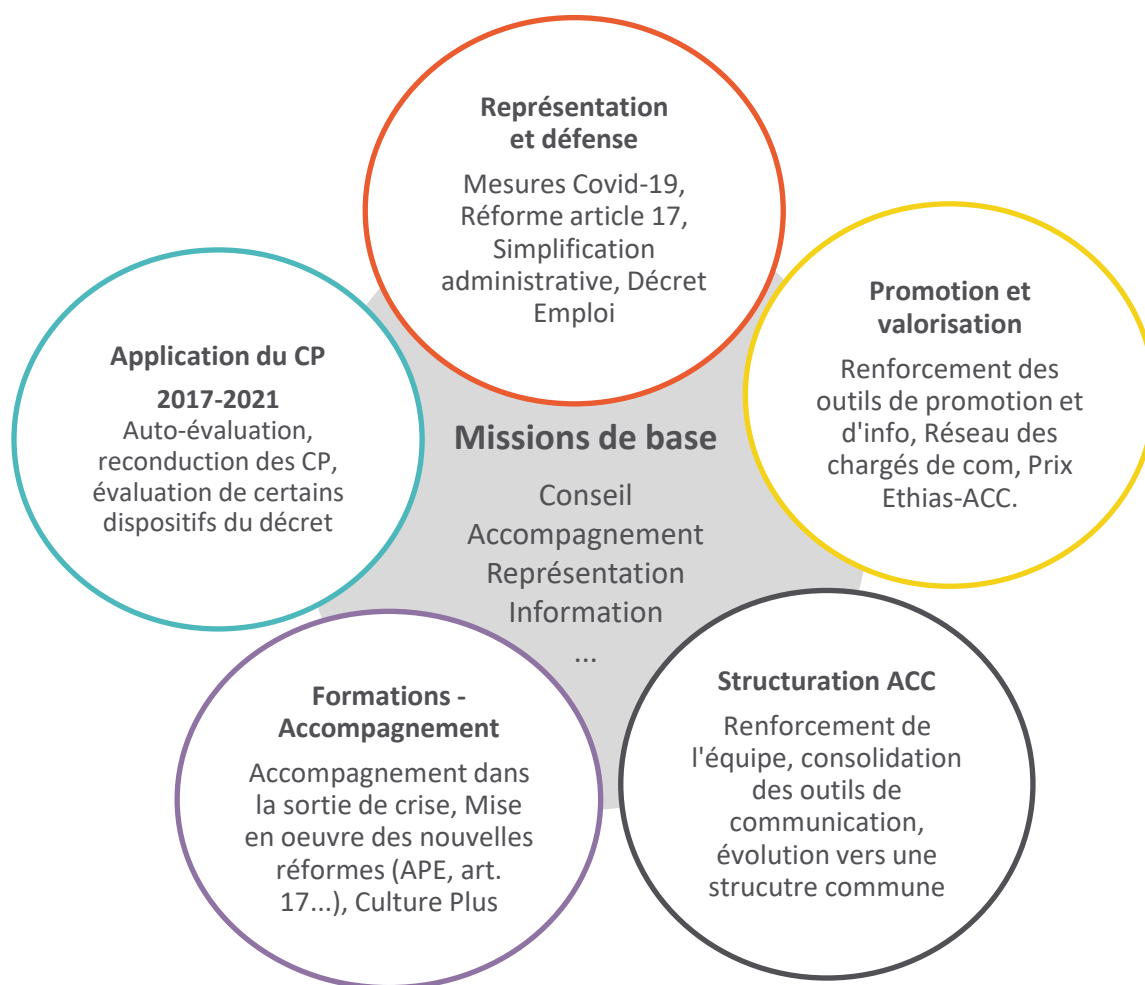 Représentation
et défense
Mesures Covid-19,
Réforme article 17,
Simplification
administrative, Décret
Emploi
Promotion et
valorisation
Renforcement des
outils de promotion et
d'info, Réseau des
chargés de com, Prix
Ethias-ACC.
Application du CP
2017-2021
Auto-évaluation,
reconduction des CP,
évaluation de certains
dispositifs du décret
Missions de base
Conseil
Accompagnement
Représentation
Information
...
Structuration ACC
Renforcement de
l'équipe, consolidation
des outils de
communication,
évolution vers une
strucutre commune
Formations -
Accompagnement
Accompagnement dans
la sortie de crise, Mise
en oeuvre des nouvelles
réformes (APE, art.
17...), Culture Plus